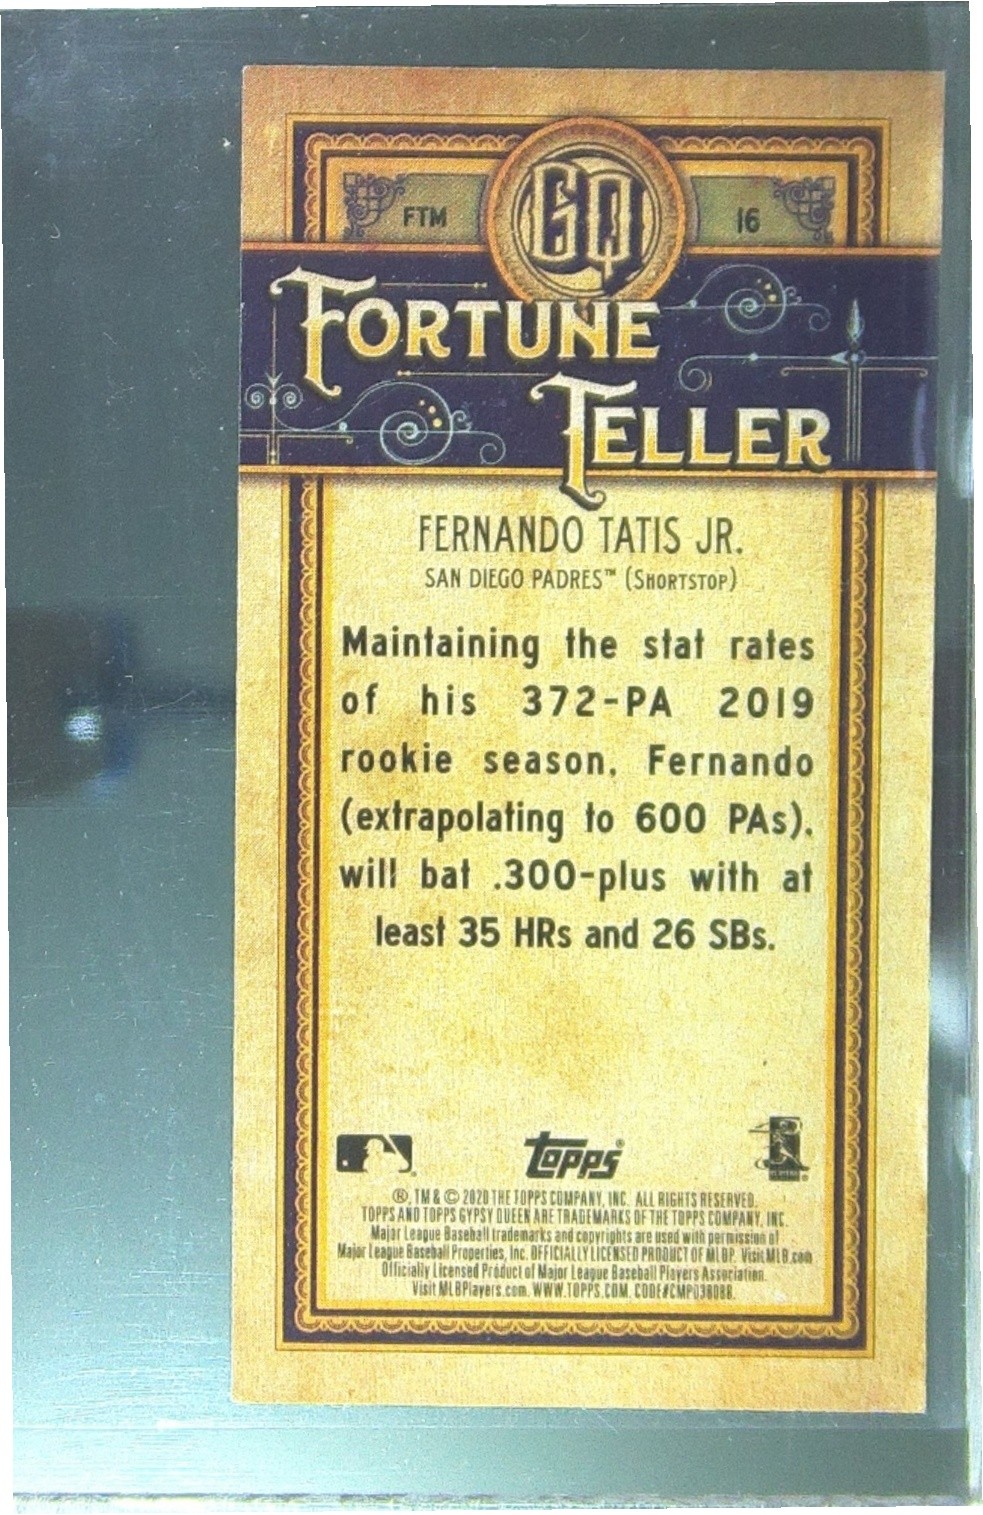 FTM
GQ
16
FORTUNE
TELLER
FERNANDO TATIS JR.
SAN DIEGO PADRES™ (SHORTSTOP)
Maintaining the stat rates
of his 372-PA 2019
rookie season, Fernando
(extrapolating to 600 PAs),
will bat .300-plus with at
least 35 HRs and 26 SBs.
topps®
®, TM & © 2020 THE TOPPS COMPANY, INC. ALL RIGHTS RESERVED.
TOPPS AND TOPPS GYPSY QUEEN ARE TRADEMARKS OF THE TOPPS COMPANY, INC.
Major League Baseball trademarks and copyrights are used with permission of
Major League Baseball Properties, Inc. OFFICIALLY LICENSED PRODUCT OF MLBP. Visit MLB.com
Officially Licensed Product of Major League Baseball Players Association.
Visit MLBPlayers.com. WWW.TOPPS.COM. CODE#CMP038088.